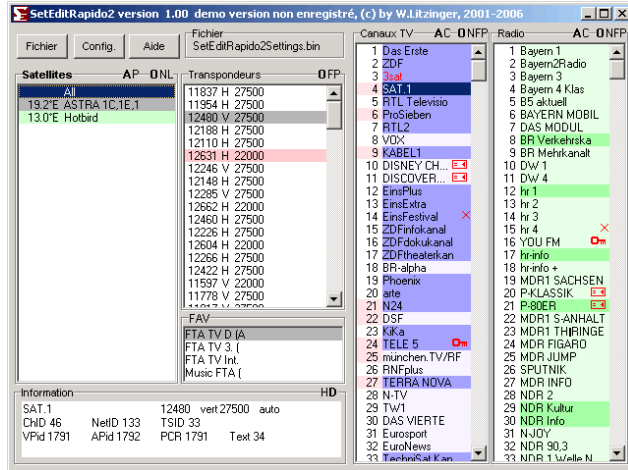 SetEditRapido2 version 1.00 demo version non enregistré, (c) by W.Litzinger, 2001-2006
Fichier
Config.
Aide
Fichier
SetEditRapido2Settings.bin
Satellites AP ONL
All
19.2°E ASTRA 1C,1E,1
13.0°E Hotbird
Transpondeurs OFP
11837 H 27500
11954 H 27500
12480 V 27500
12188 H 27500
12110 H 27500
12631 H 22000
12246 V 27500
12148 H 27500
12285 V 27500
12662 H 22000
12460 H 27500
12226 H 27500
12604 H 22000
12266 H 27500
12422 H 27500
11597 V 22000
11778 V 27500
FAV
FTA TV D (A
FTA TV 3. (
FTA TV Int.
Music FTA (
Information HD
SAT.1 12480 vert 27500 auto
ChID 46 NetID 133 TSID 33
VPid 1791 APid 1792 PCR 1791 Text 34
Canaux TV AC ONFP
1 Das Erste
2 ZDF
3 3sat
4 SAT.1
5 RTL Televisio
6 ProSieben
7 RTL2
8 VOX
9 KABEL1
10 DISNEY CH...
11 DISCOVER...
12 EinsPlus
13 EinsExtra
14 EinsFestival
15 ZDFinfokanal
16 ZDFdokukanal
17 ZDFtheaterkan
18 BR-alpha
19 Phoenix
20 arte
21 N24
22 DSF
23 KiKa
24 TELE 5
25 münchen.TV/RF
26 RNFplus
27 TERRA NOVA
28 N-TV
29 TW1
30 DAS VIERTE
31 Eurosport
32 EuroNews
33 TechniSat Kan
Radio AC ONFP
1 Bayern 1
2 Bayern2Radio
3 Bayern 3
4 Bayern 4 Klas
5 B5 aktuell
6 BAYERN MOBIL
7 DAS MODUL
8 BR Verkehrska
9 BR Mehrkanalt
10 DW 1
11 DW 4
12 hr 1
13 hr 2
14 hr 3
15 hr 4
16 YOU FM
17 hr-info
18 hr-info +
19 MDR1 SACHSEN
20 P-KLASSIK
21 P-80ER
22 MDR1 S-ANHALT
23 MDR1 THIRINGE
24 MDR FIGARO
25 MDR JUMP
26 SPUTNIK
27 MDR INFO
28 NDR 2
29 NDR Kultur
30 NDR Info
31 N-JOY
32 NDR 90,3
33 NDR 1 Welle N